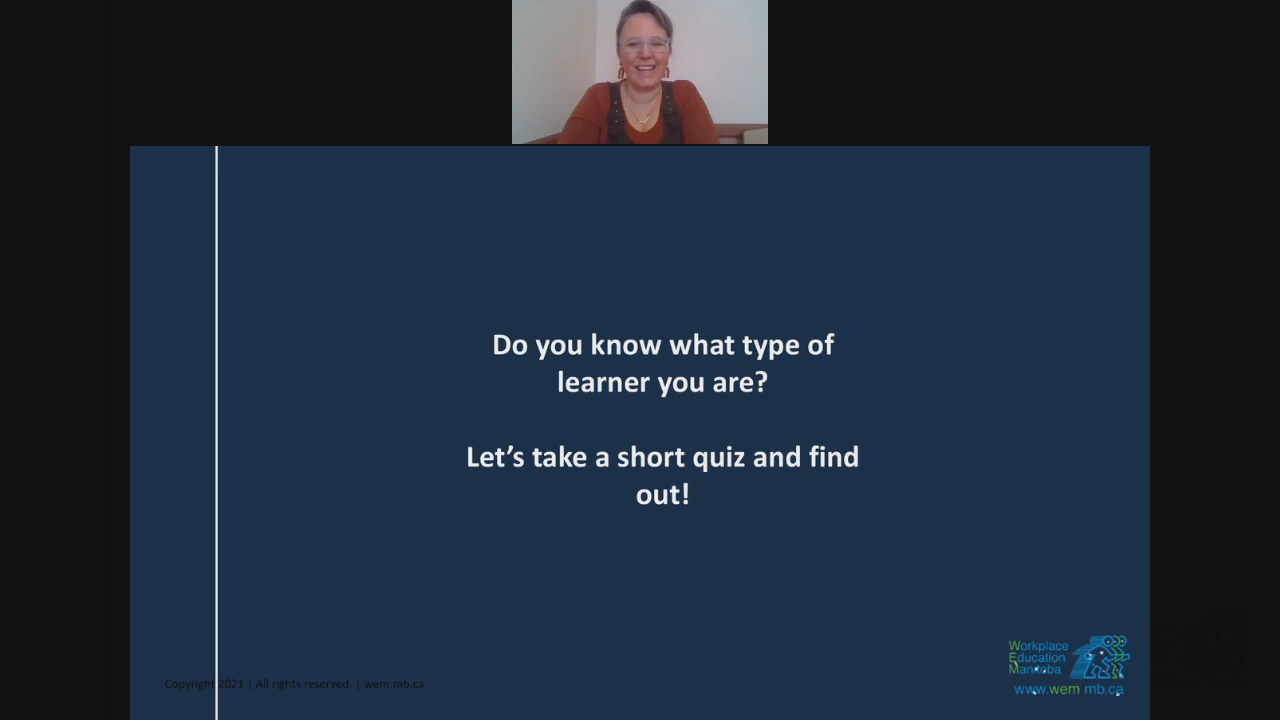 Do you know what type of
learner you are?
Let's take a short quiz and find
out!
Workplace
Education
Manitoba
www.wem mb.ca
Copyright 2021 | All rights reserved. | wem.mb.ca